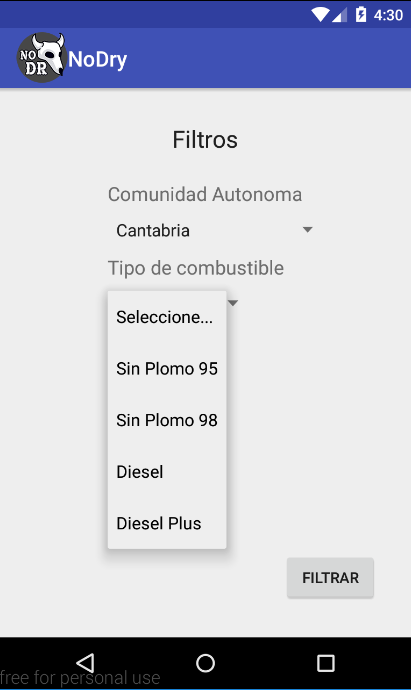 4:30
NO
DR
NoDry
Filtros
Comunidad Autonoma
Cantabria
Tipo de combustible
Seleccione...
Sin Plomo 95
Sin Plomo 98
Diesel
Diesel Plus
FILTRAR
free for personal use